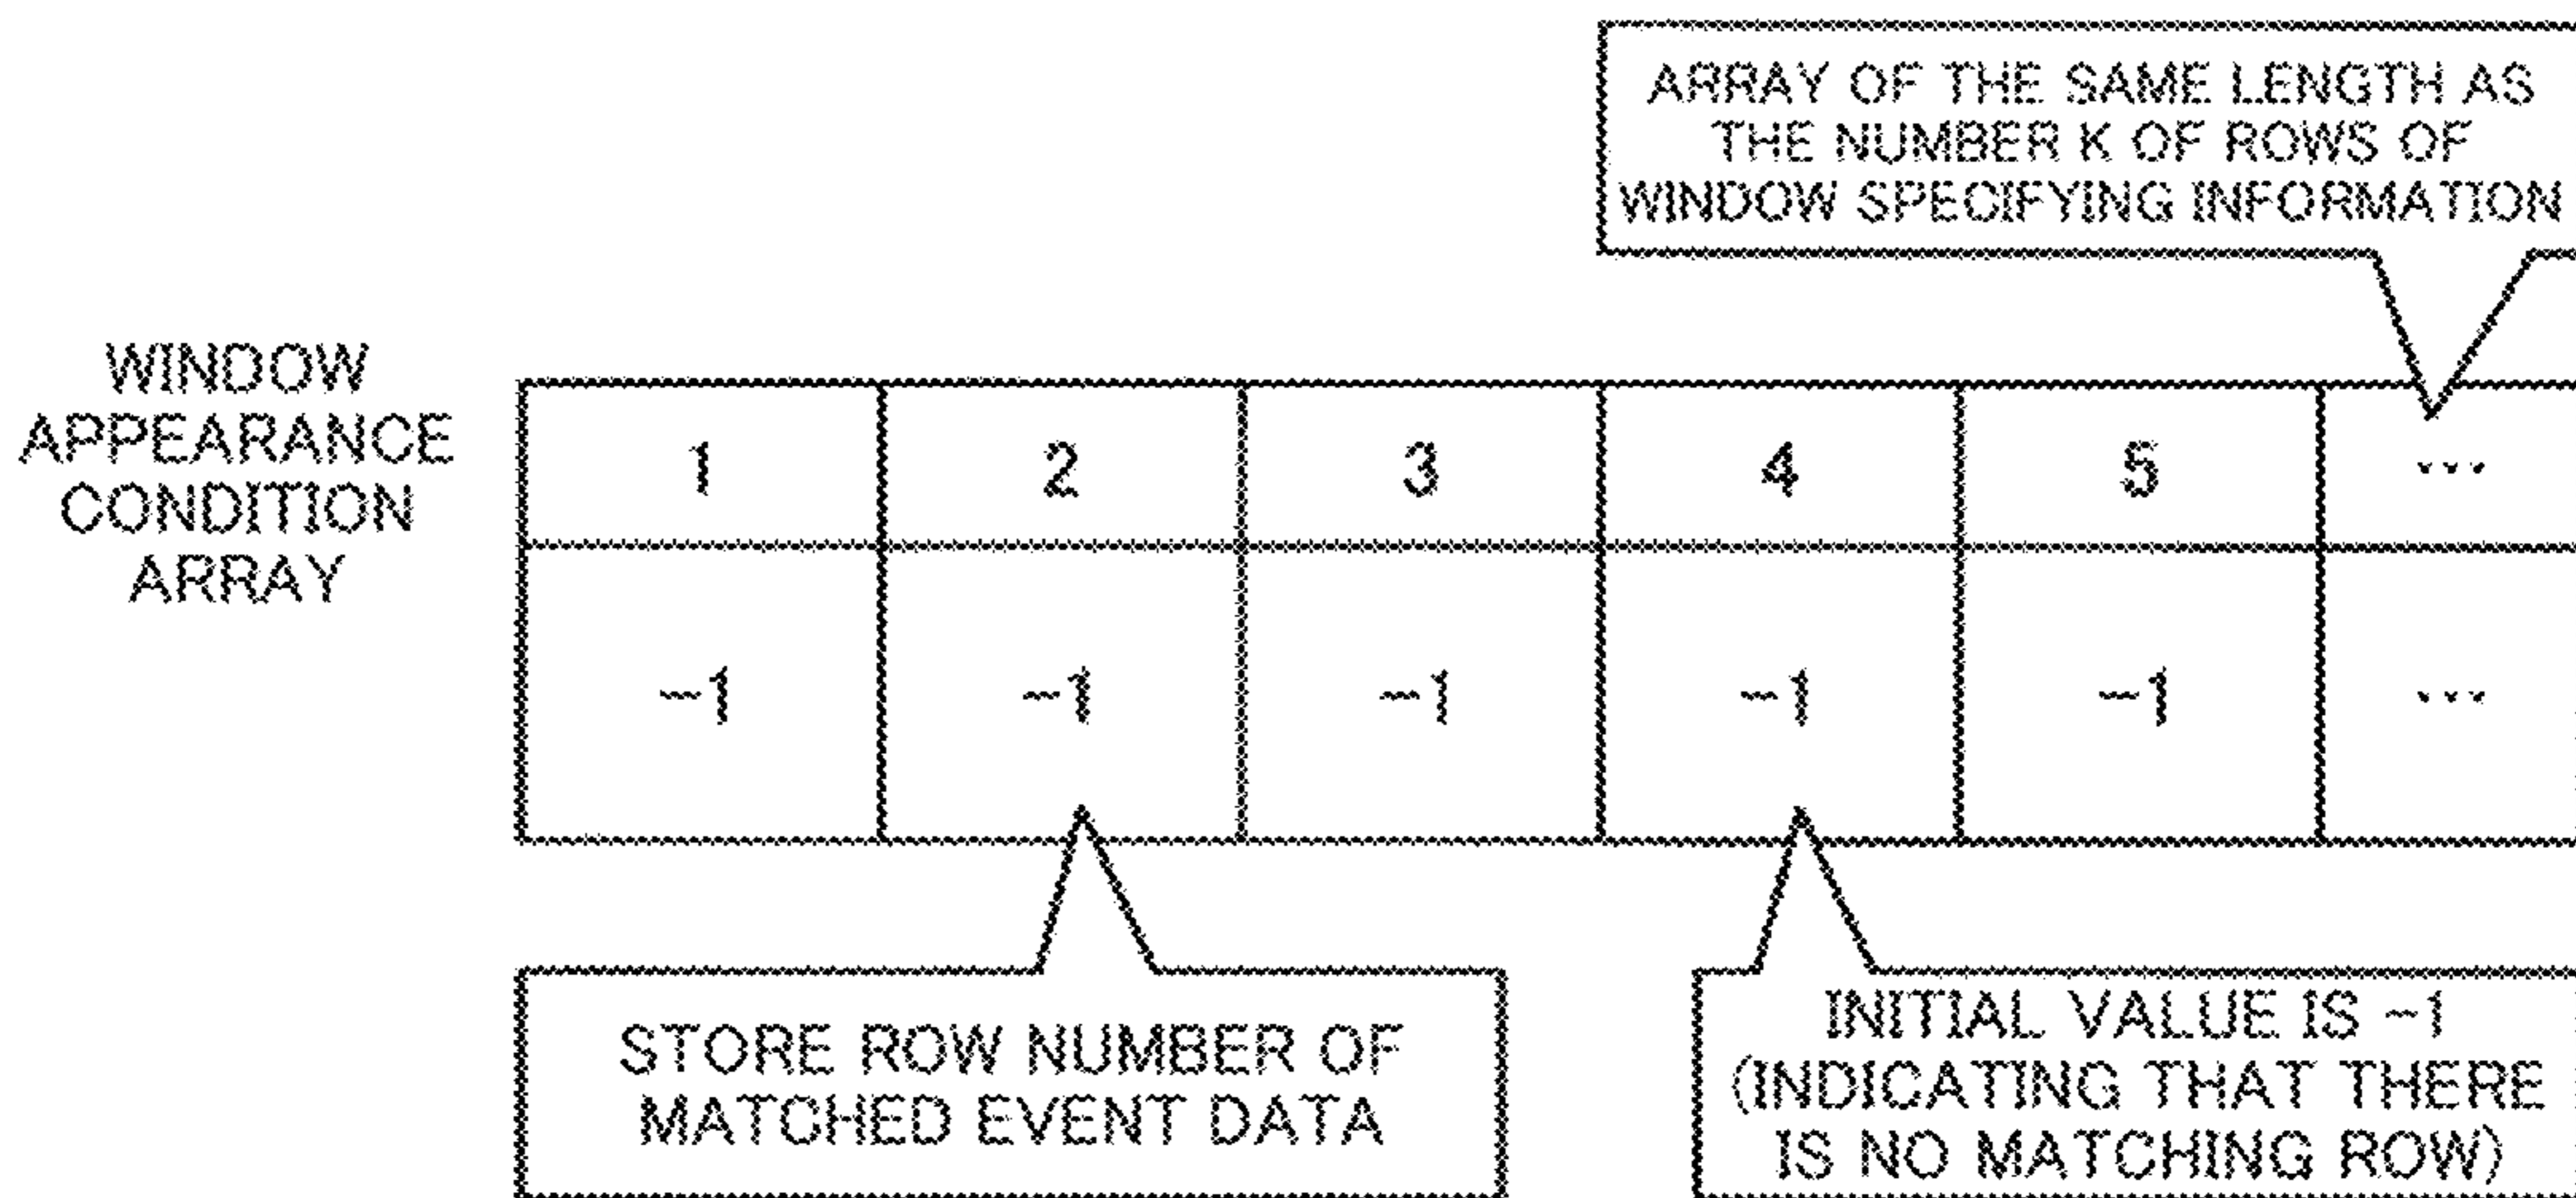 ARRAY OF THE SAME LENGTH AS
THE NUMBER K OF ROWS OF
WINDOW SPECIFYING INFORMATION
WINDOW
APPEARANCE
CONDITION
ARRAY
1 2 3 4 5 ...
-1 -1 -1 -1 -1 ...
STORE ROW NUMBER OF
MATCHED EVENT DATA
INITIAL VALUE IS -1
(INDICATING THAT THERE
IS NO MATCHING ROW)